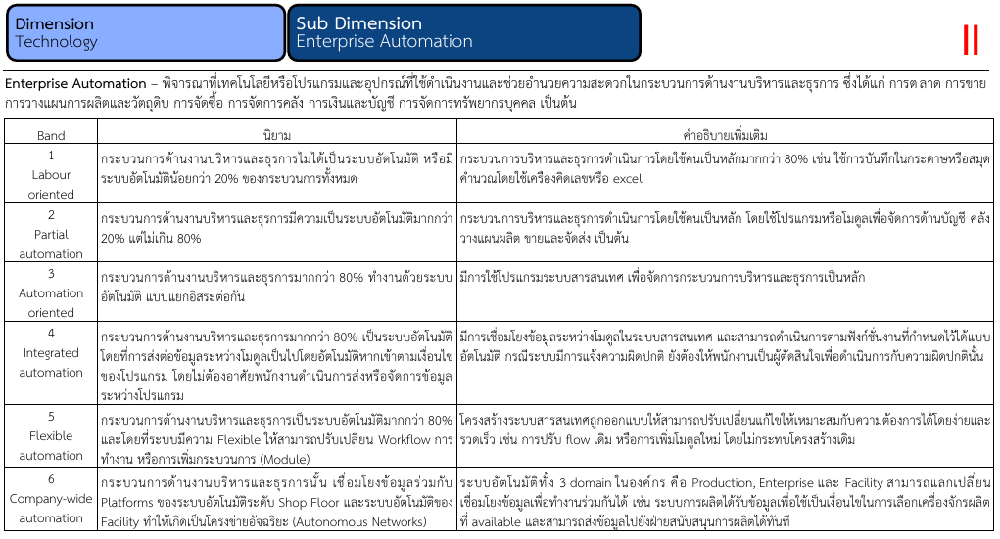 Dimension
Technology
Sub Dimension
Enterprise Automation
II
Enterprise Automation – พิจารณาที่เทคโนโลยีหรือโปรแกรมและอุปกรณ์ที่ใช้ดำเนินงานและช่วยอำนวยความสะดวกในกระบวนการด้านงานบริหารและธุรการ ซึ่งได้แก่ การตลาด การขาย
การวางแผนการผลิตและวัตถุดิบ การจัดซื้อ การจัดการคลัง การเงินและบัญชี การจัดการทรัพยากรบุคคล เป็นต้น
Band
นิยาม
คำอธิบายเพิ่มเติม
1
Labour
oriented
กระบวนการด้านงานบริหารและธุรการไม่ได้เป็นระบบอัตโนมัติ หรือมี
ระบบอัตโนมัติน้อยกว่า 20% ของกระบวนการทั้งหมด
กระบวนการบริหารและธุรการดำเนินการโดยใช้คนเป็นหลักมากกว่า 80% เช่น ใช้การบันทึกในกระดาษหรือสมุด
คำนวณโดยใช้เครื่องคิดเลขหรือ excel
2
Partial
automation
กระบวนการด้านงานบริหารและธุรการมีความเป็นระบบอัตโนมัติมากกว่า
20% แต่ไม่เกิน 80%
กระบวนการบริหารและธุรการดำเนินการโดยใช้คนเป็นหลัก โดยใช้โปรแกรมหรือโมดูลเพื่อจัดการด้านบัญชี คลัง
วางแผนผลิต ขายและจัดส่ง เป็นต้น
3
Automation
oriented
กระบวนการด้านงานบริหารและธุรการมากกว่า 80% ทำงานด้วยระบบ
อัตโนมัติ แบบแยกอิสระต่อกัน
มีการใช้โปรแกรมระบบสารสนเทศ เพื่อจัดการกระบวนการบริหารและธุรการเป็นหลัก
4
Integrated
automation
กระบวนการด้านงานบริหารและธุรการมากกว่า 80% เป็นระบบอัตโนมัติ
โดยที่การส่งต่อข้อมูลระหว่างโมดูลเป็นไปโดยอัตโนมัติหากเข้าตามเงื่อนไข
ของโปรแกรม โดยไม่ต้องอาศัยพนักงานดำเนินการส่งหรือจัดการข้อมูล
ระหว่างโปรแกรม
มีการเชื่อมโยงข้อมูลระหว่างโมดูลในระบบสารสนเทศ และสามารถดำเนินการตามฟังก์ชั่นงานที่กำหนดไว้ได้แบบ
อัตโนมัติ กรณีระบบมีการแจ้งความผิดปกติ ยังต้องให้พนักงานเป็นผู้ตัดสินใจเพื่อดำเนินการกับความผิดปกตินั้น
5
Flexible
automation
กระบวนการด้านงานบริหารและธุรการเป็นระบบอัตโนมัติมากกว่า 80%
และโดยที่ระบบมีความ Flexible ให้สามารถปรับเปลี่ยน Workflow การ
ทำงาน หรือการเพิ่มกระบวนการ (Module)
โครงสร้างระบบสารสนเทศถูกออกแบบให้สามารถปรับเปลี่ยนแก้ไขให้เหมาะสมกับความต้องการได้โดยง่ายและ
รวดเร็ว เช่น การปรับ flow เดิม หรือการเพิ่มโมดูลใหม่ โดยไม่กระทบโครงสร้างเดิม
6
Company-wide
automation
กระบวนการด้านงานบริหารและธุรการนั้น เชื่อมโยงข้อมูลร่วมกับ
Platforms ของระบบอัตโนมัติระดับ Shop Floor และระบบอัตโนมัติของ
Facility ทำให้เกิดเป็นโครงข่ายอัจฉริยะ (Autonomous Networks)
ระบบอัตโนมัติทั้ง 3 domain ในองค์กร คือ Production, Enterprise และ Facility สามารถแลกเปลี่ยน
เชื่อมโยงข้อมูลเพื่อทำงานร่วมกันได้ เช่น ระบบการผลิตได้รับข้อมูลเพื่อใช้เป็นเงื่อนไขในการเลือกเครื่องจักรผลิต
ที่ available และสามารถส่งข้อมูลไปยังฝ่ายสนับสนุนการผลิตได้ทันที